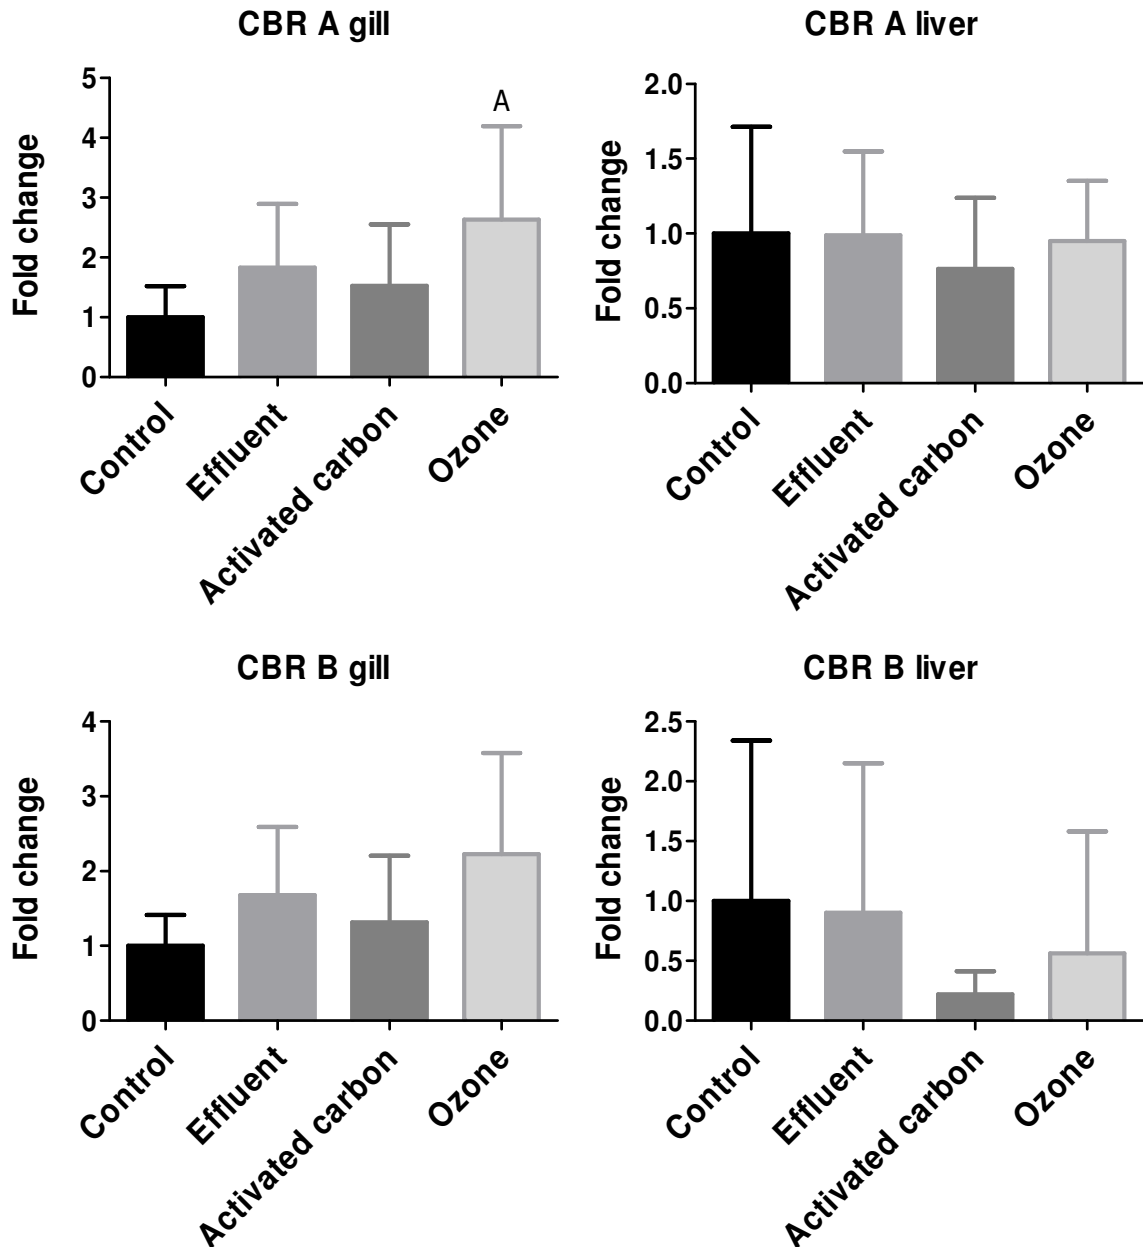 CBR A gill
Fold change
5
4
3
2
1
0
A
Control
Effluent
Activated carbon
Ozone
CBR A liver
Fold change
2.0
1.5
1.0
0.5
0.0
Control
Effluent
Activated carbon
Ozone
CBR B gill
Fold change
4
3
2
1
0
Control
Effluent
Activated carbon
Ozone
CBR B liver
Fold change
2.5
2.0
1.5
1.0
0.5
0.0
Control
Effluent
Activated carbon
Ozone